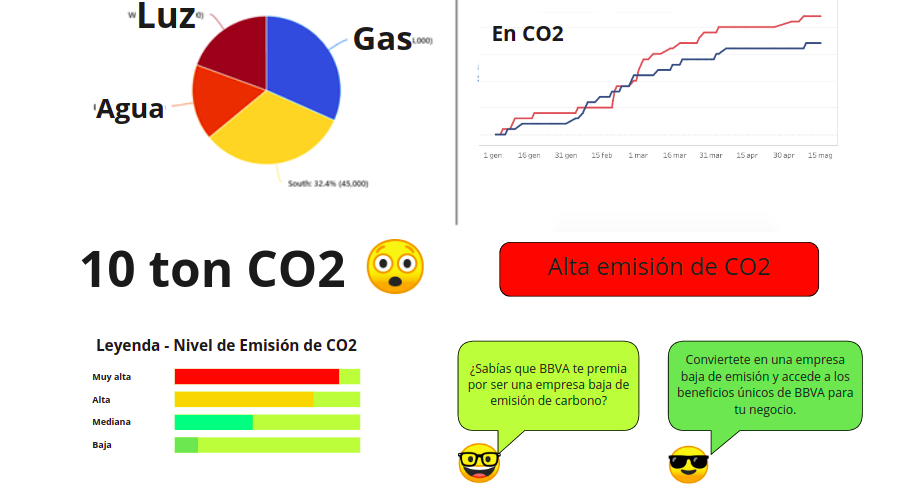 Luz
Gas
,000)
Agua
South: 32.4% (45,000)
En CO2
1 gen 16 gen 31 gen 15 feb 1 mar 16 mar 31 mar 15 apr 30 apr 15 mag
10 ton CO2
Alta emisión de CO2
Leyenda - Nivel de Emisión de CO2
Muy alta
Alta
Mediana
Baja
¿Sabías que BBVA te premia
por ser una empresa baja de
emisión de carbono?
Conviertete en una empresa
baja de emisión y accede a los
beneficios únicos de BBVA para
tu negocio.